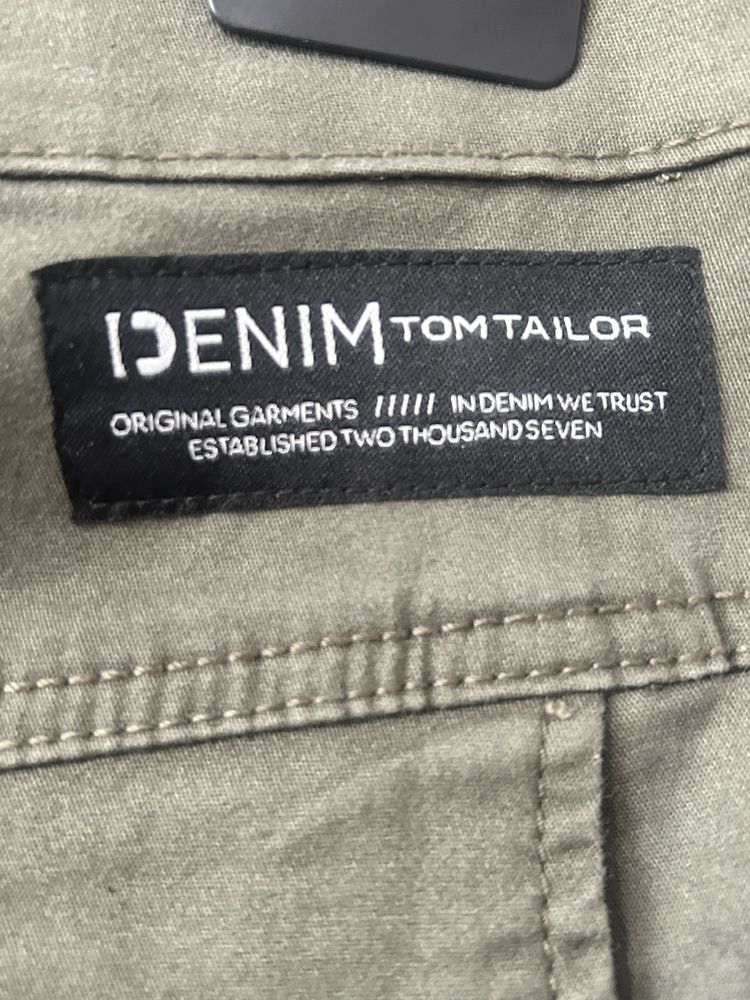 DENIM TOM TAILOR
ORIGINAL GARMENTS ///// IN DENIM WE TRUST
ESTABLISHED TWO THOUSAND SEVEN